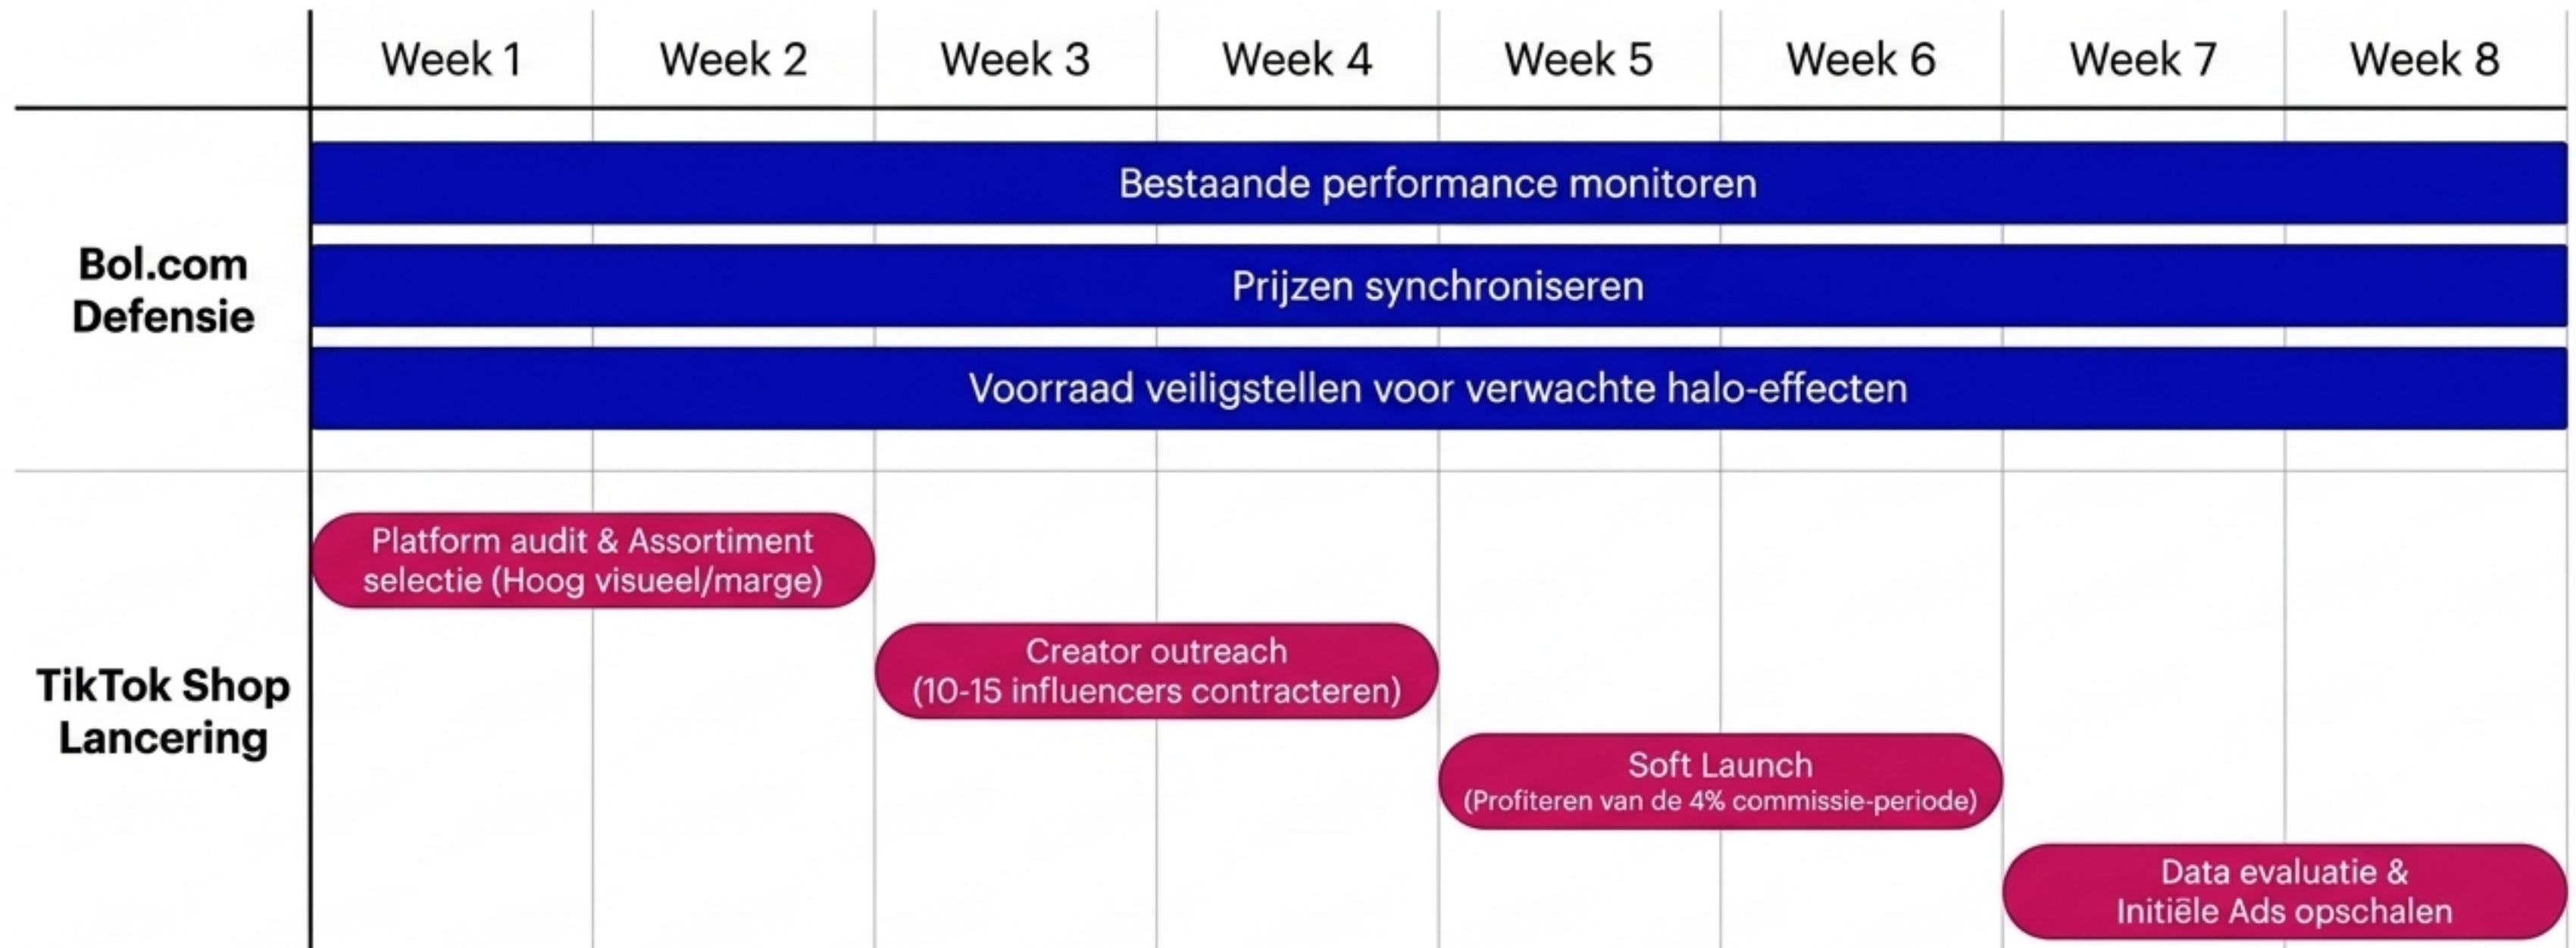 Week 1 Week 2 Week 3 Week 4 Week 5 Week 6 Week 7 Week 8
Bol.com
Defensie
Bestaande performance monitoren
Prijzen synchroniseren
Voorraad veiligstellen voor verwachte halo-effecten
TikTok Shop
Lancering
Platform audit & Assortiment
selectie (Hoog visueel/marge)
Creator outreach
(10-15 influencers contracteren)
Soft Launch
(Profiteren van de 4% commissie-periode)
Data evaluatie &
Initiële Ads opschalen